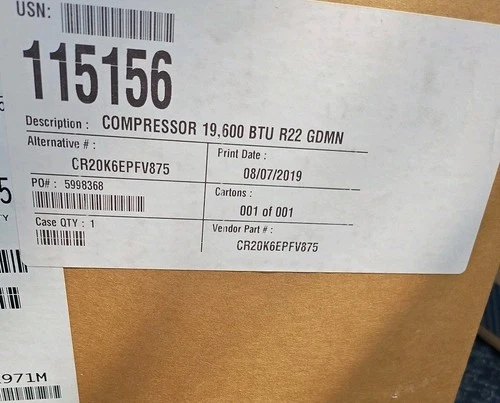 USN:
115156
Description : COMPRESSOR 19,600 BTU R22 GDMN
Alternative # :
CR20K6EPFV875
Print Date :
08/07/2019
PO# : 5998368
Cartons :
001 of 001
Case QTY : 1
Vendor Part # :
CR20K6EPFV875
5
TY
971M